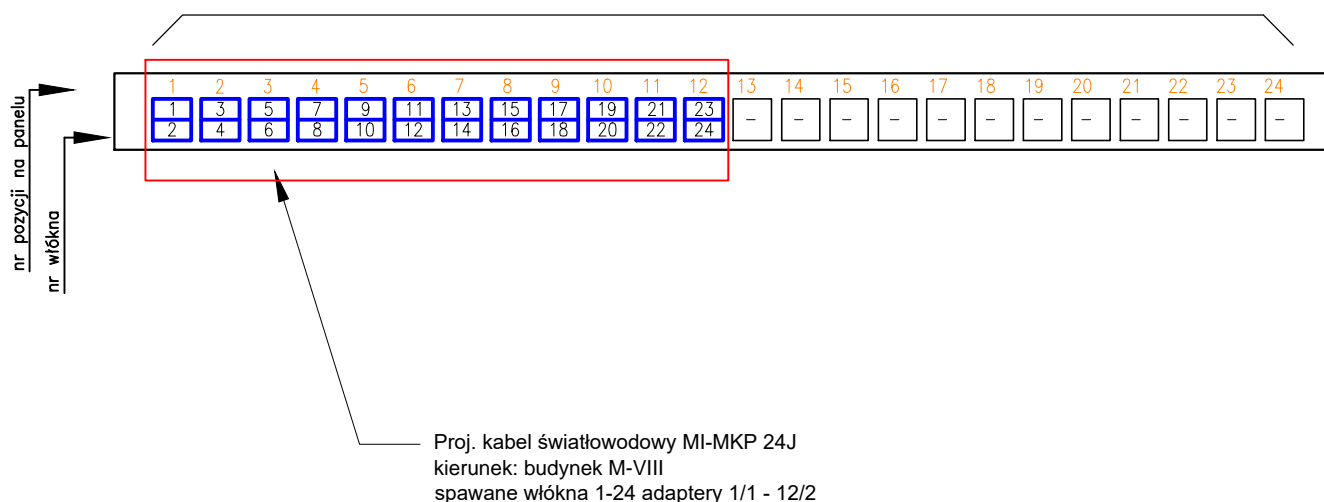 1 2 3 4 5 6 7 8 9 10 11 12 13 14 15 16 17 18 19 20 21 22 23 24
1 3 5 7 9 11 13 15 17 19 21 23 - - - - - - - - - - - -
2 4 6 8 10 12 14 16 18 20 22 24
nr pozycji na panelu
nr włókna
Proj. kabel światłowodowy MI-MKP 24J
kierunek: budynek M-VIII
spawane włókna 1-24 adaptery 1/1 - 12/2